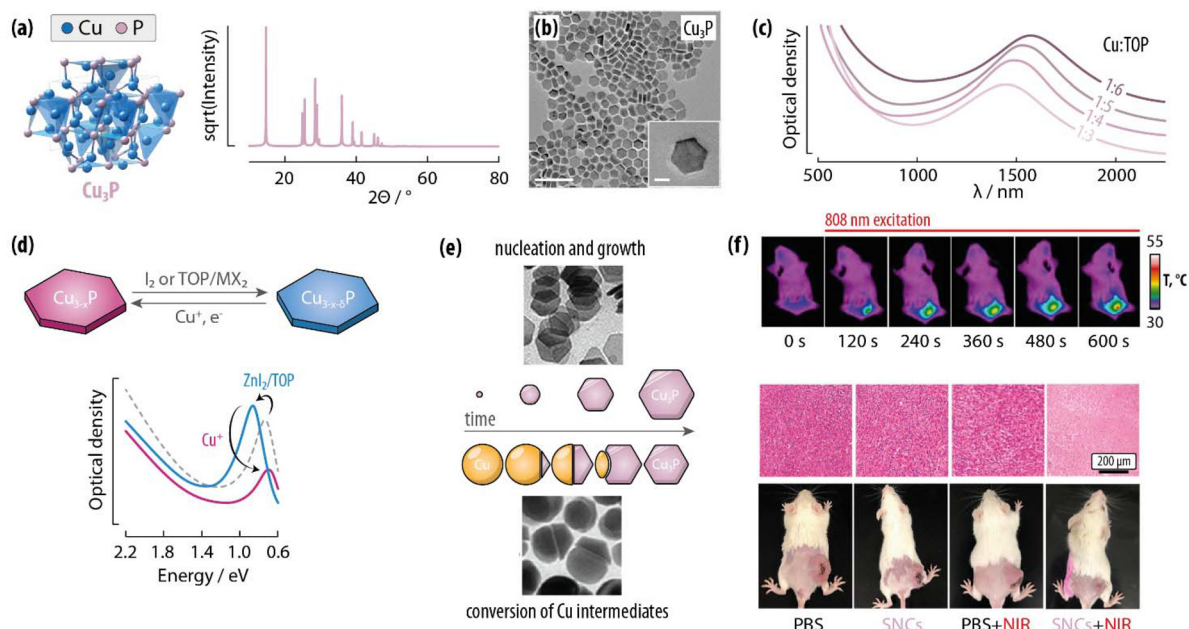 (a)
Cu P
Cu₃P
sqrt(Intensity)
20 40 60 80
2Θ / °
(b)
Cu₃P
(c)
Cu:TOP
Optical density
1:6
1:5
1:4
1:3
500 1000 1500 2000
λ / nm
(d)
Cu₃₋ₓP
I₂ or TOP/MX₂
Cu⁺, e⁻
Cu₃₋ₓ₋δP
ZnI₂/TOP
Cu⁺
Optical density
2.2 1.8 1.4 1.0 0.6
Energy / eV
(e)
nucleation and growth
Cu₃P
time
Cu
Cu₃P
conversion of Cu intermediates
(f)
808 nm excitation
55
T, °C
30
0 s 120 s 240 s 360 s 480 s 600 s
200 µm
PBS SNCs PBS+NIR SNCs+NIR